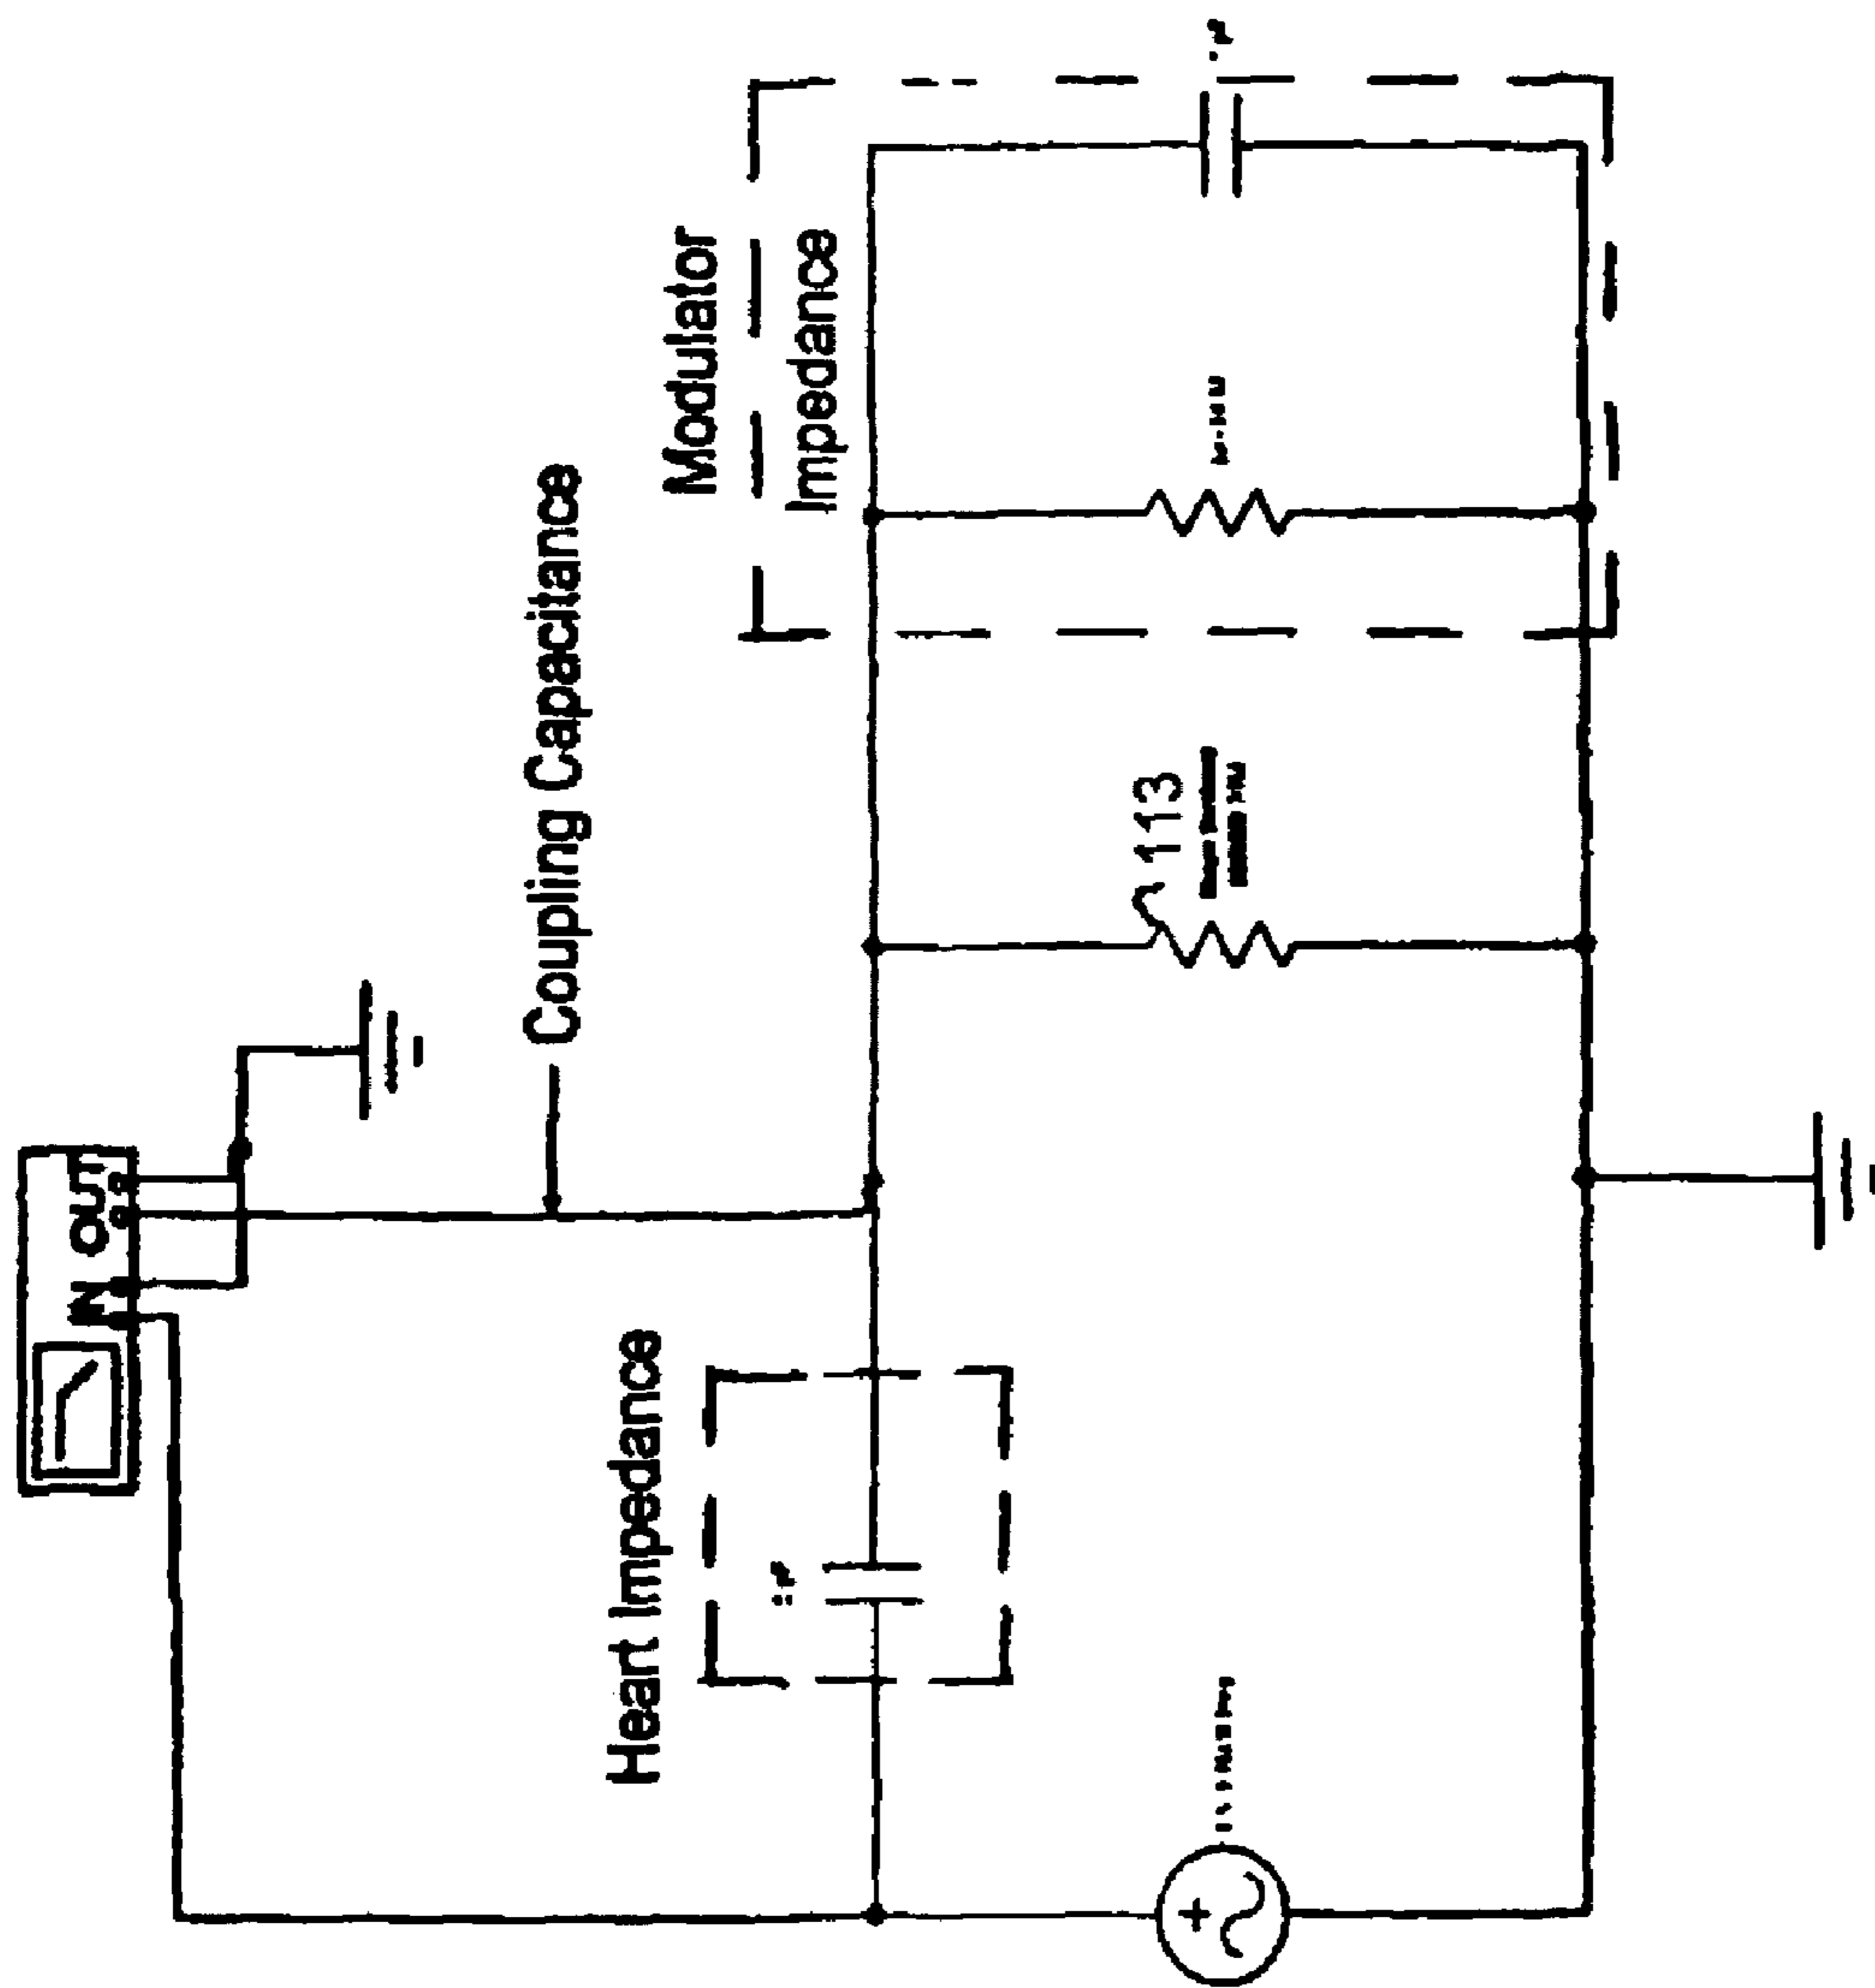 IN OUT
Coupling Capacitance
Modulator
Impedance
Heart Impedance
113
+